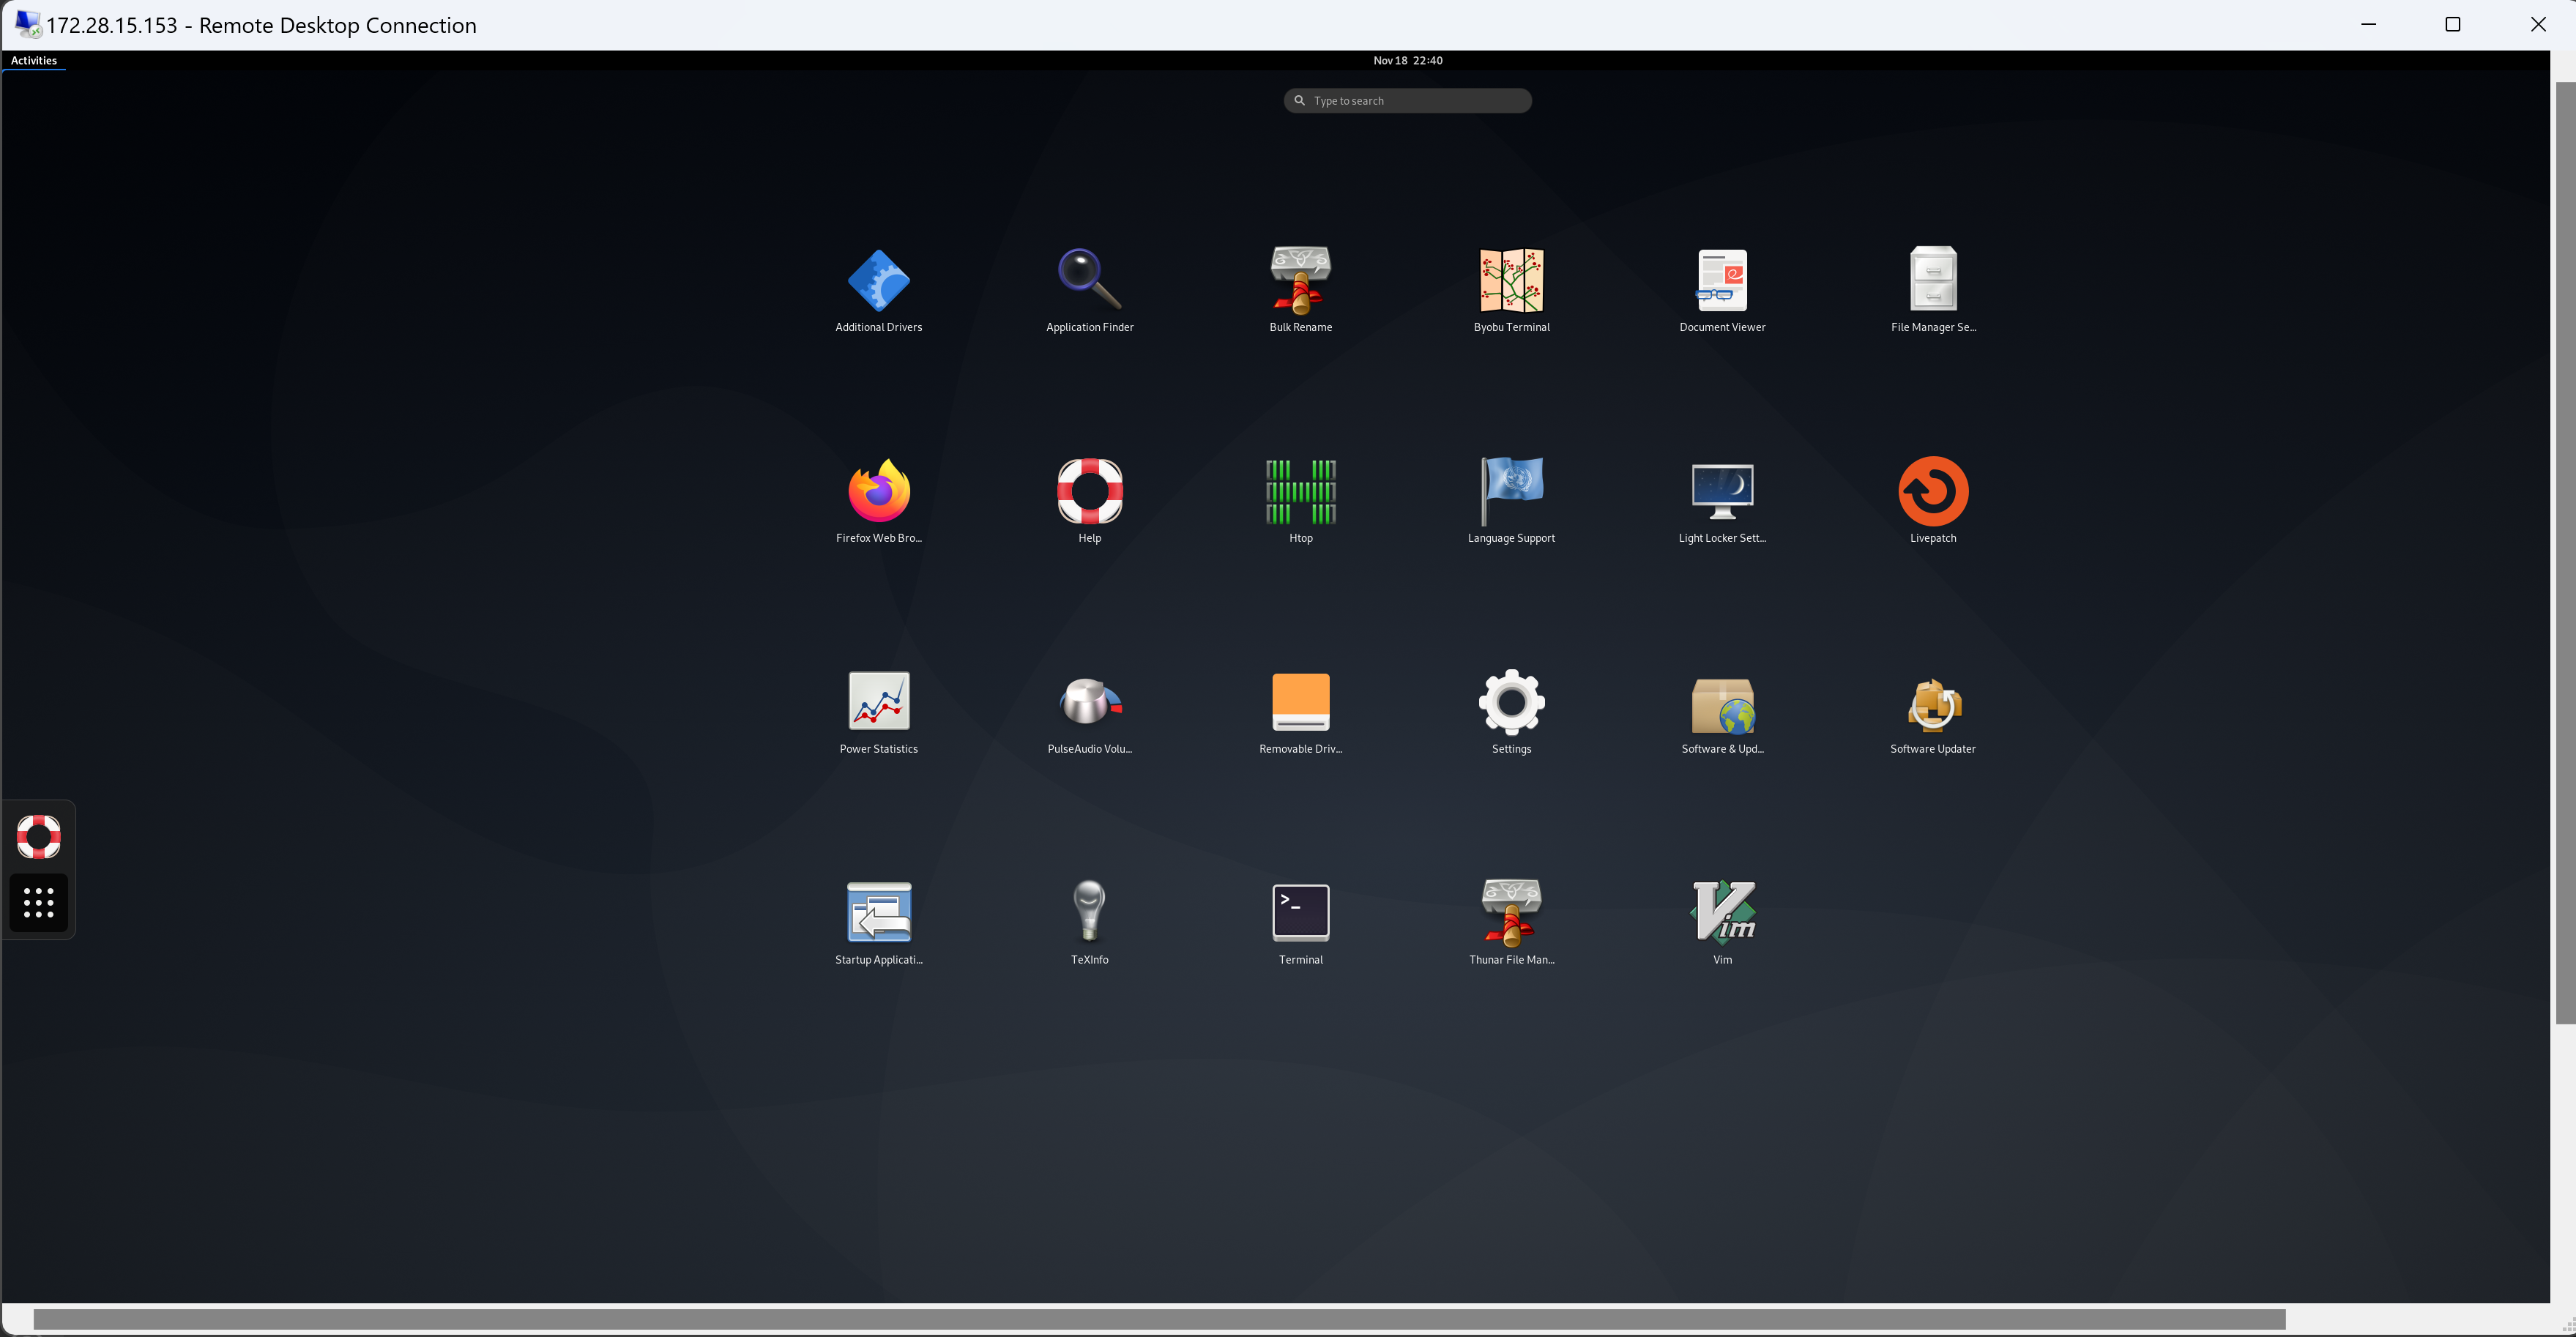 172.28.15.153 - Remote Desktop Connection
Activities
Nov 18 22:40
Type to search
Additional Drivers
Application Finder
Bulk Rename
Byobu Terminal
Document Viewer
File Manager Se...
Firefox Web Bro...
Help
Htop
Language Support
Light Locker Sett...
Livepatch
Power Statistics
PulseAudio Volu...
Removable Driv...
Settings
Software & Upd...
Software Updater
>_
Vim
Startup Applicati...
TeXInfo
Terminal
Thunar File Man...
Vim